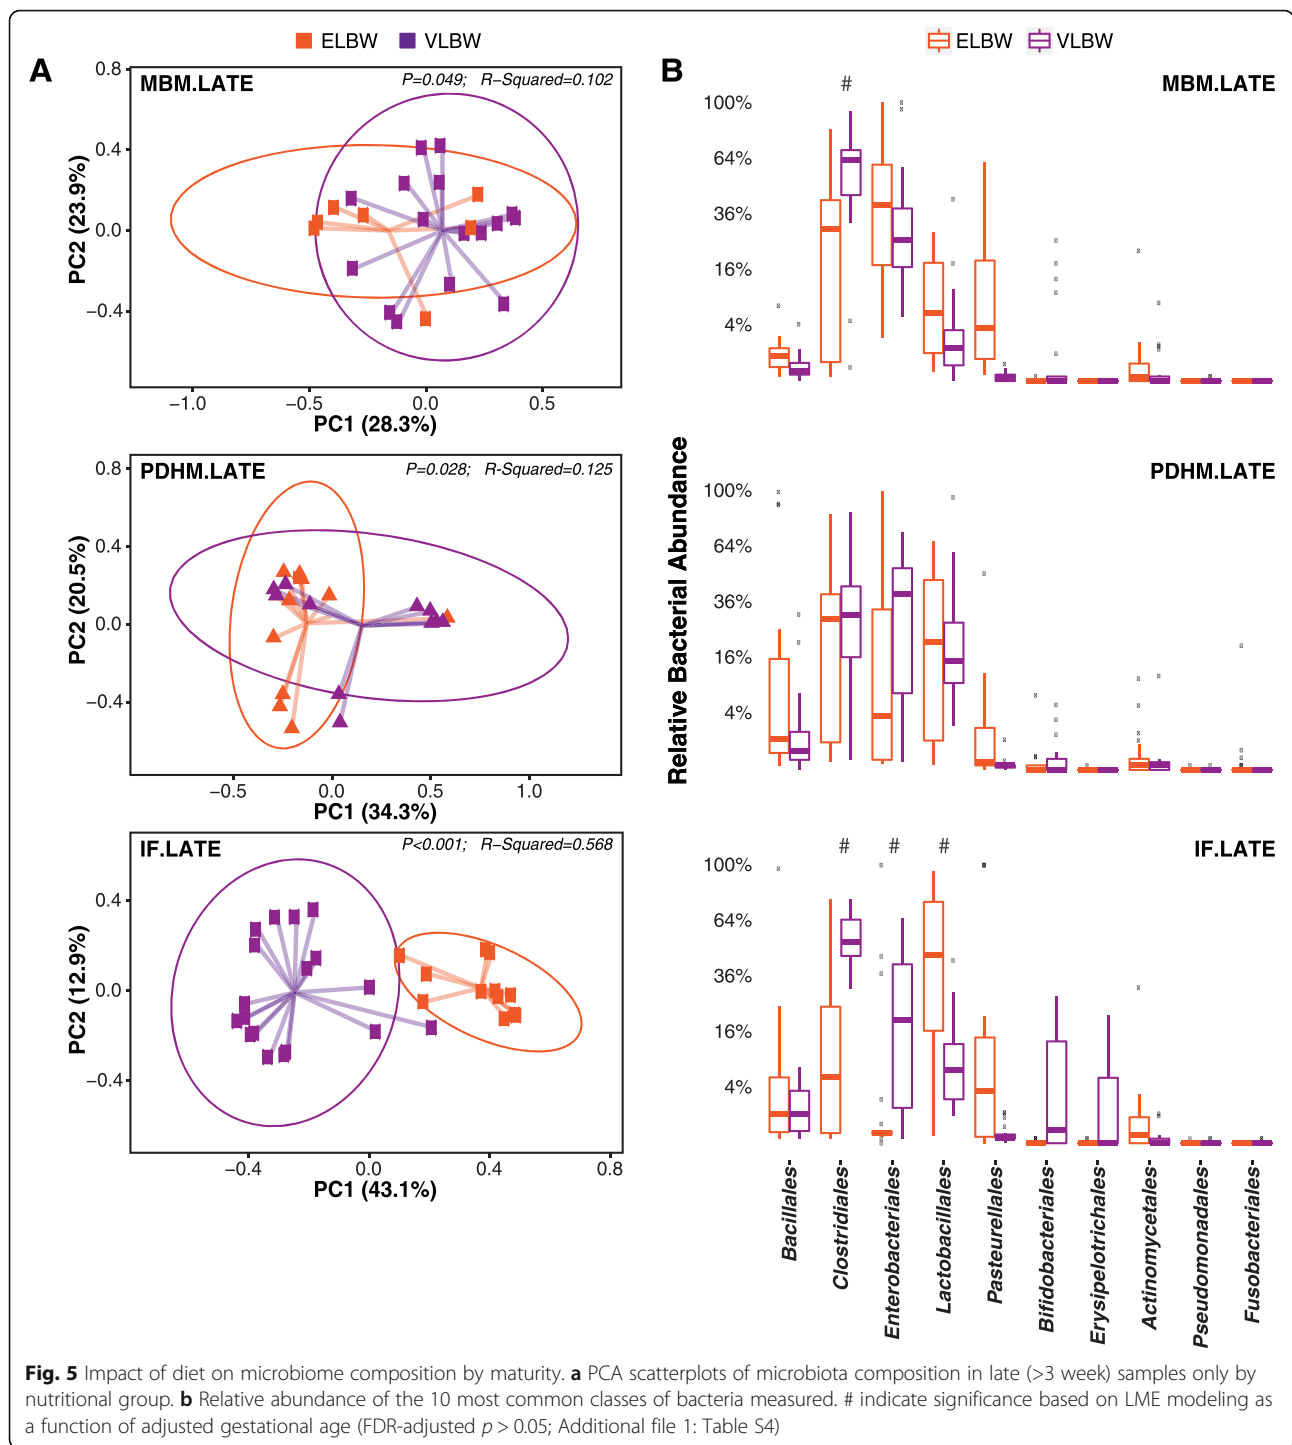 ELBW VLBW
A
MBM.LATE
P=0.049; R−Squared=0.102
0.8
0.4
0.0
−0.4
PC2 (23.9%)
−1.0 −0.5 0.0 0.5
PC1 (28.3%)
PDHM.LATE
P=0.028; R-Squared=0.125
0.8
0.4
0.0
−0.4
PC2 (20.5%)
−0.5 0.0 0.5 1.0
PC1 (34.3%)
IF.LATE
P<0.001; R−Squared=0.568
0.4
0.0
−0.4
PC2 (12.9%)
−0.4 0.0 0.4 0.8
PC1 (43.1%)
ELBW VLBW
B
MBM.LATE
#
100%
64%
36%
16%
4%
Relative Bacterial Abundance
PDHM.LATE
100%
64%
36%
16%
4%
IF.LATE
# # #
100%
64%
36%
16%
4%
Bacillales
Clostridiales
Enterobacteriales
Lactobacillales
Pasteurellales
Bifidobacteriales
Erysipelotrichales
Actinomycetales
Pseudomonadales
Fusobacteriales
Fig. 5 Impact of diet on microbiome composition by maturity. a PCA scatterplots of microbiota composition in late (>3 week) samples only by
nutritional group. b Relative abundance of the 10 most common classes of bacteria measured. # indicate significance based on LME modeling as
a function of adjusted gestational age (FDR-adjusted p > 0.05; Additional file 1: Table S4)